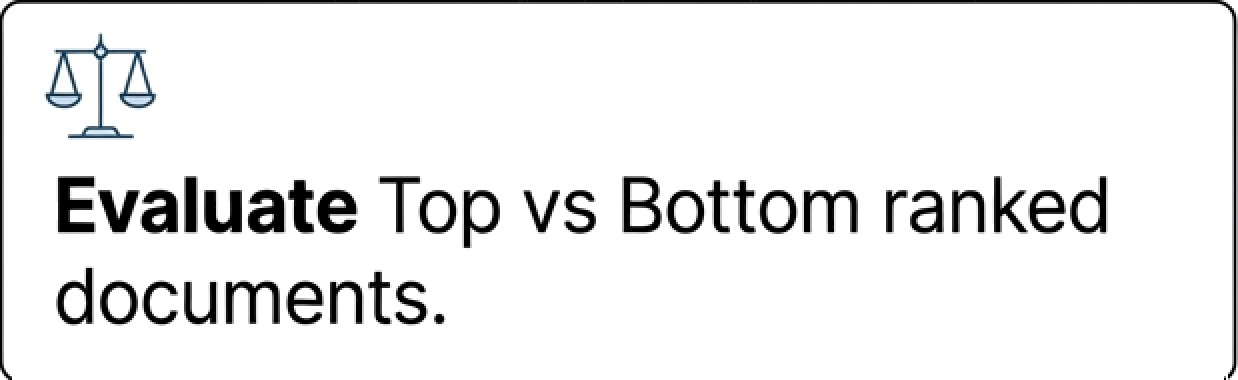 Evaluate Top vs Bottom ranked
documents.